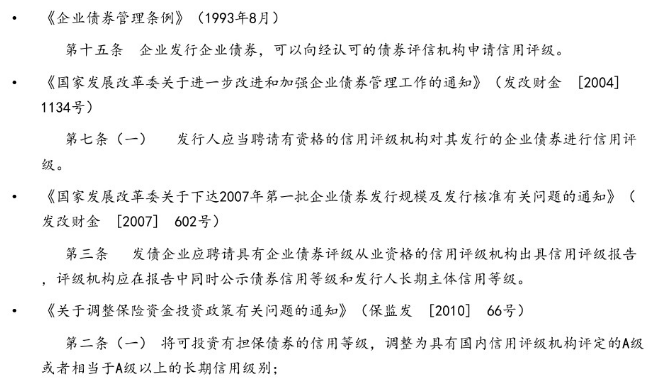 • 《企业债券管理条例》（1993年8月）
第十五条 企业发行企业债券，可以向经认可的债券评信机构申请信用评级。
• 《国家发展改革委关于进一步改进和加强企业债券管理工作的通知》（发改财金 [2004]
1134号）
第七条（一） 发行人应当聘请有资格的信用评级机构对其发行的企业债券进行信用评
级。
• 《国家发展改革委关于下达2007年第一批企业债券发行规模及发行核准有关问题的通知》（
发改财金 [2007] 602号）
第三条 发债企业应聘请具有企业债券评级从业资格的信用评级机构出具信用评级报告
，评级机构应在报告中同时公示债券信用等级和发行人长期主体信用等级。
• 《关于调整保险资金投资政策有关问题的通知》（保监发 [2010] 66号）
第二条（一）将可投资有担保债券的信用等级，调整为具有国内信用评级机构评定的A级
或者相当于A级以上的长期信用级别；